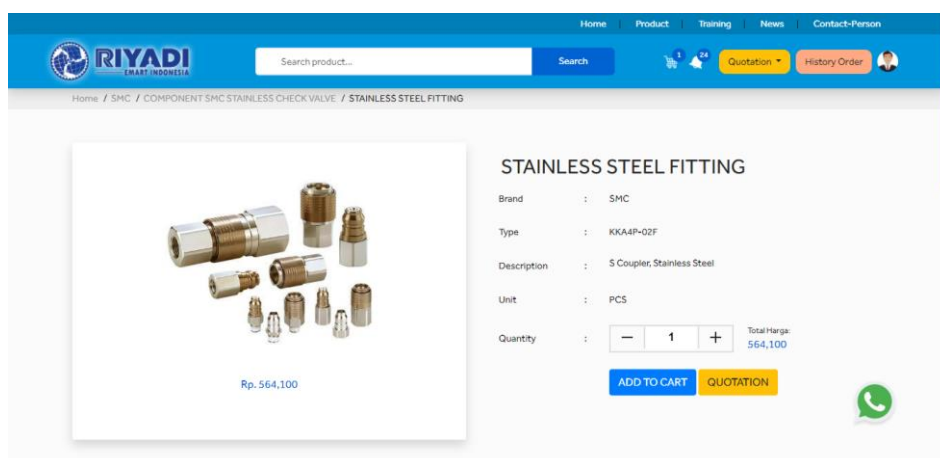 Home | Product | Training | News | Contact-Person
RIYADI
EMART INDONESIA
Search product...
Search
1
24
Quotation
History Order
Home / SMC / COMPONENT SMC STAINLESS CHECK VALVE / STAINLESS STEEL FITTING
STAINLESS STEEL FITTING
Brand : SMC
Type : KKA4P-02F
Description : S Coupler, Stainless Steel
Unit : PCS
Quantity : — 1 + Total Harga:
564,100
Rp. 564,100
ADD TO CART QUOTATION